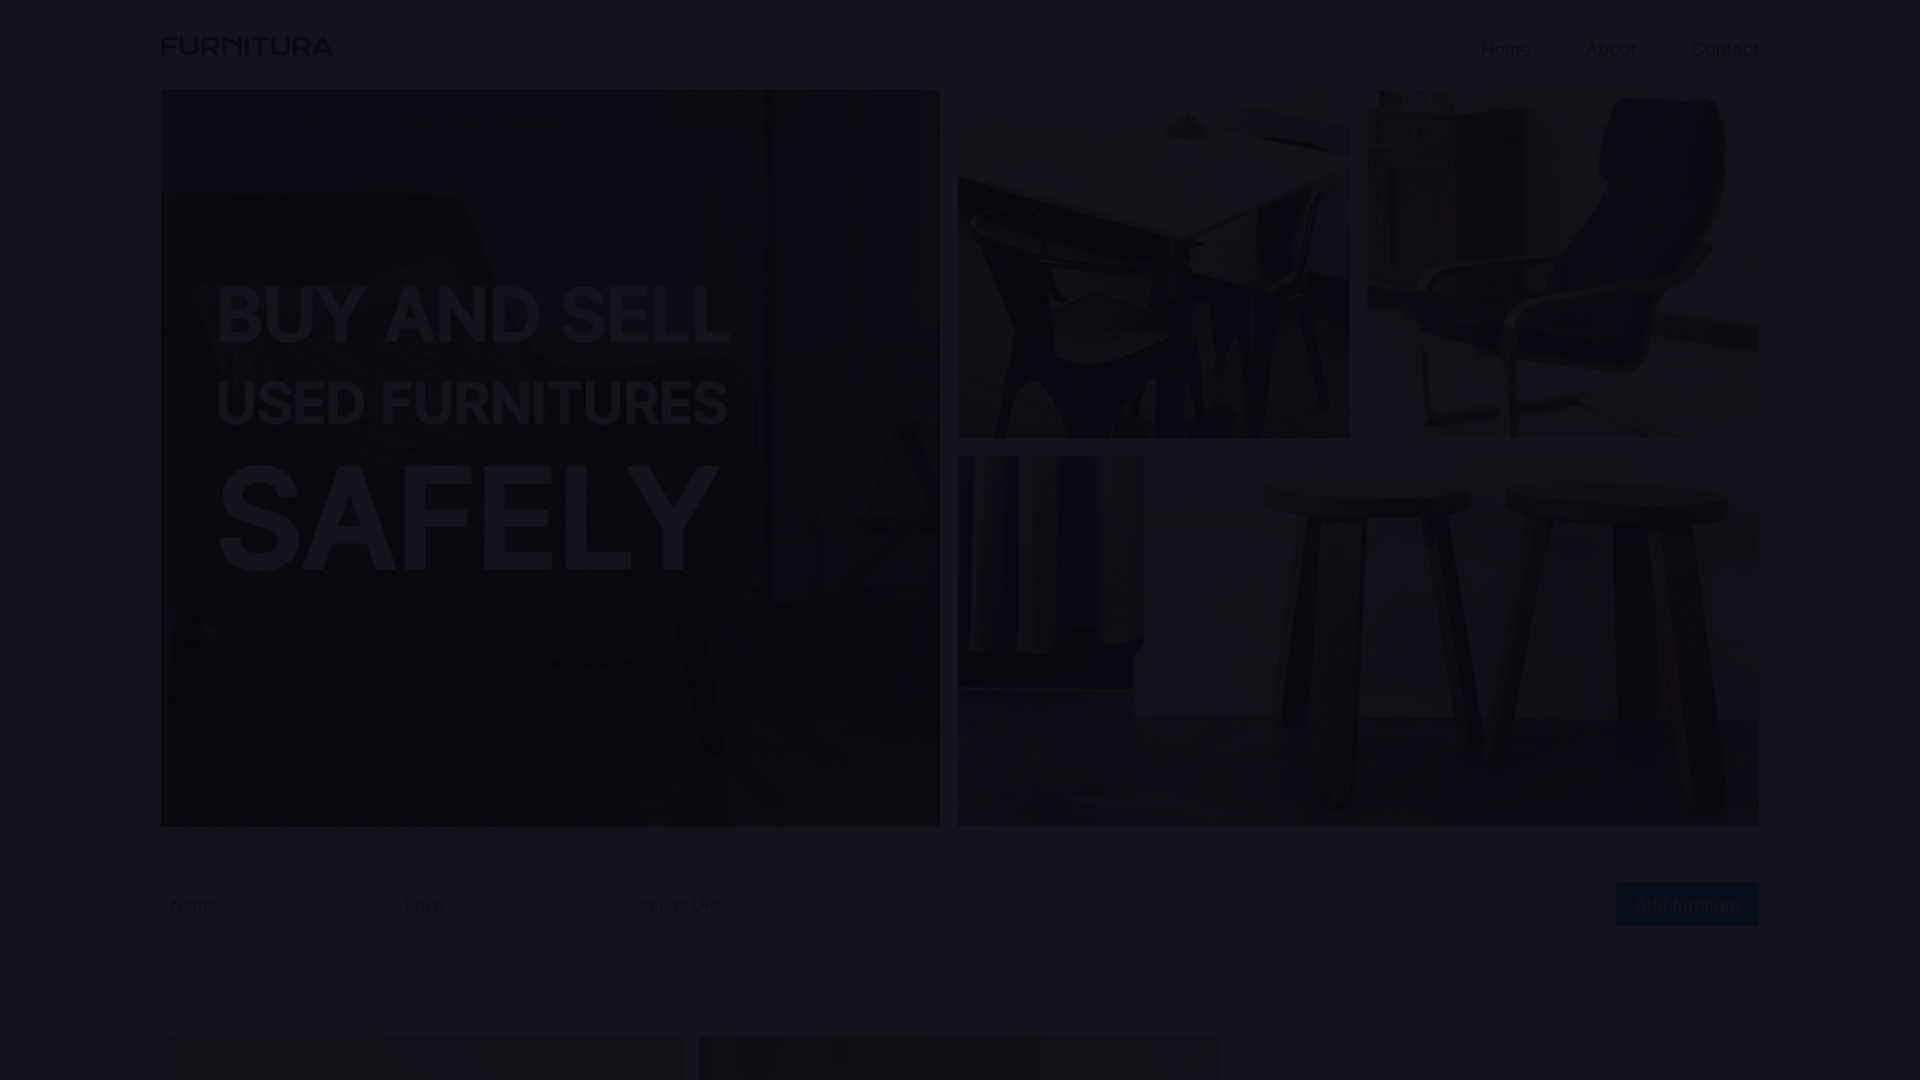 FURNITURA
Home
About
Contact
BUY AND SELL
USED FURNITURES
SAFELY
Name
Price
Image URL
Add furniture